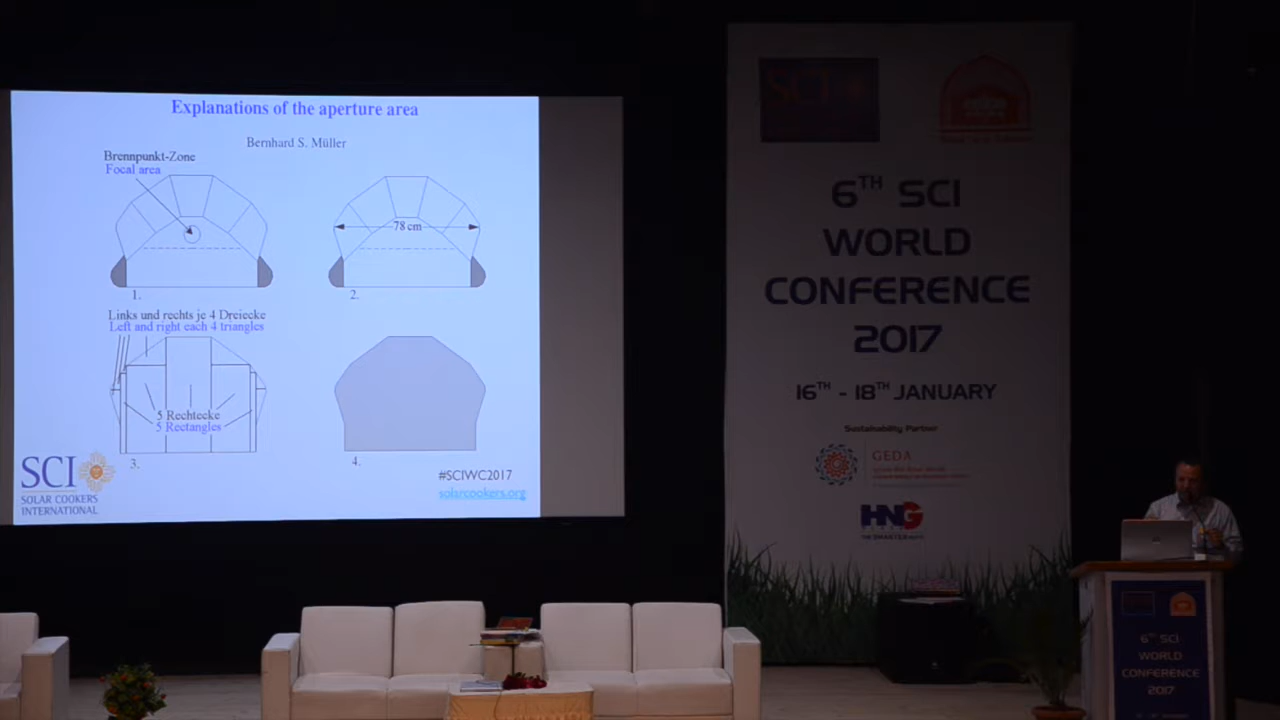 Explanations of the aperture area
Bernhard S. Müller
Brennpunkt-Zone
Focal area
1.
78 cm
2.
Links und rechts je 4 Dreiecke
Left and right each 4 triangles
5 Rechtecke
5 Rectangles
3.
4.
SCI
SOLAR COOKERS
INTERNATIONAL
#SCIWC2017
solarcookers.org
SCI
6TH SCI
WORLD
CONFERENCE
2017
16TH - 18TH JANUARY
Sustainability Partner
GEDA
HNG
6TH SCI
WORLD
CONFERENCE
2017